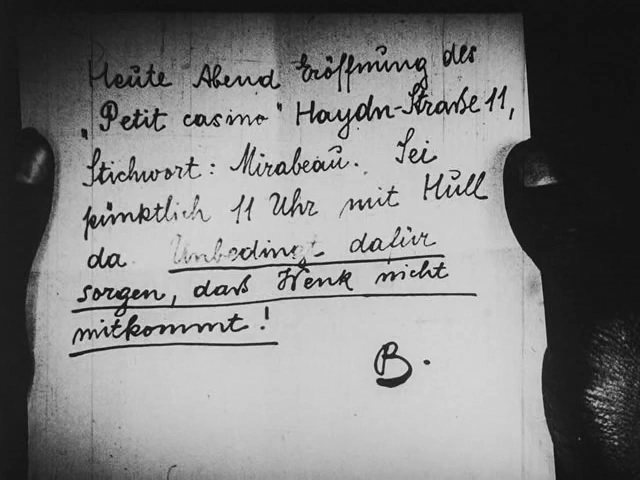 Heute Abend Eröffnung des
„Petit casino" Haydn-Straße 11,
Stichwort: Mirabeau. Sei
pünktlich 11 Uhr mit Hull
da Unbedingt dafür
sorgen, daß Wenk nicht
mitkommt!
B.